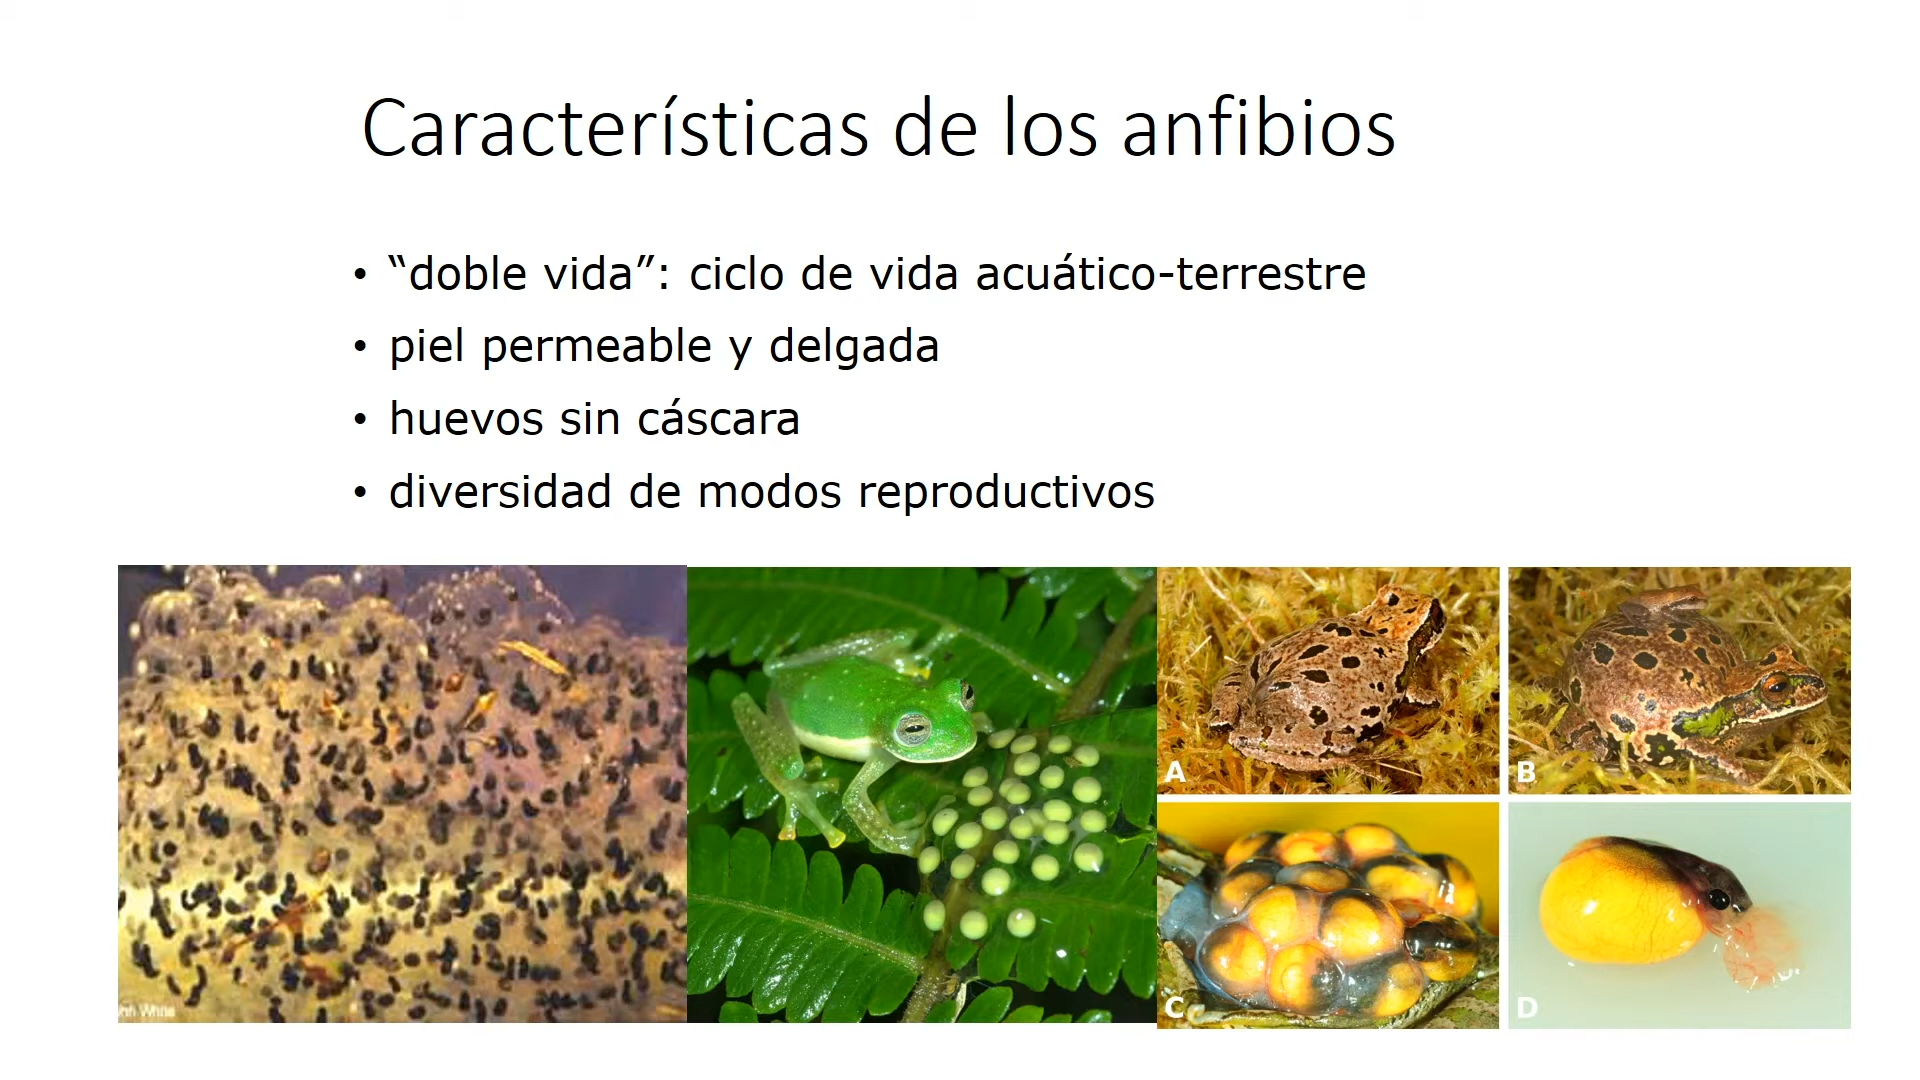 Características de los anfibios
• “doble vida”: ciclo de vida acuático-terrestre
• piel permeable y delgada
• huevos sin cáscara
• diversidad de modos reproductivos
A
B
C
D